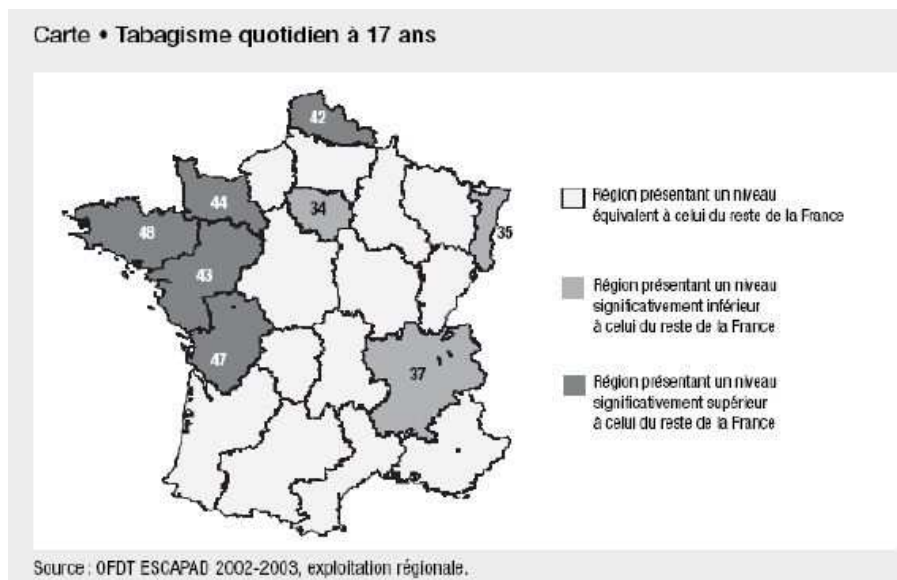 Carte • Tabagisme quotidien à 17 ans
42
44
34
48
35
43
47
37
Région présentant un niveau
équivalent à celui du reste de la France
Région présentant un niveau
significativement inférieur
à celui du reste de la France
Région présentant un niveau
significativement supérieur
à celui du reste de la France
Source : OFDT ESCAPAD 2002-2003, exploitation régionale.